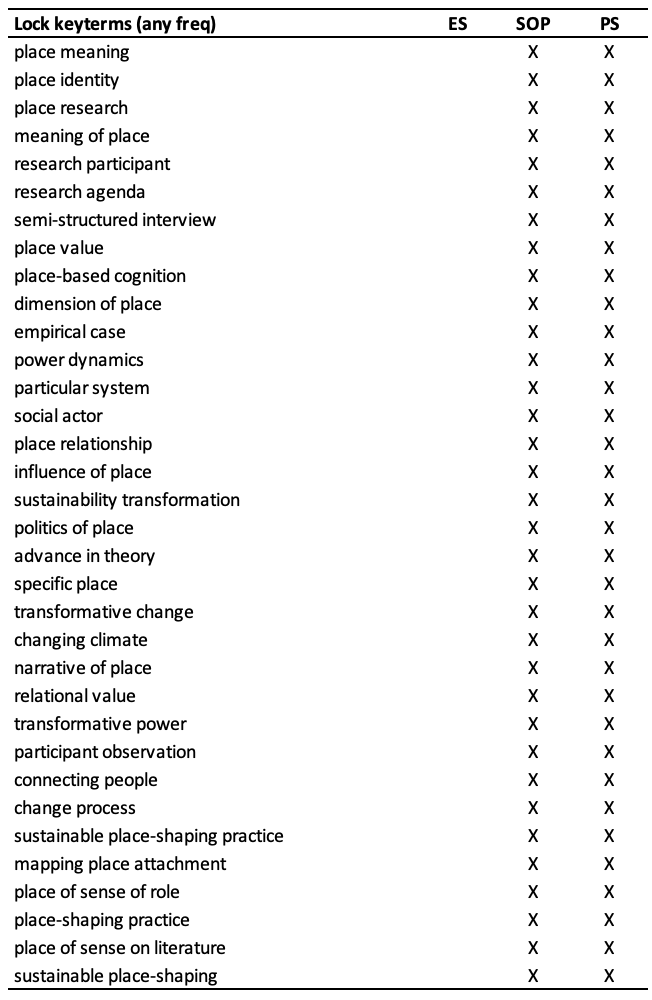 Lock keyterms (any freq) ES SOP PS
place meaning X X
place identity X X
place research X X
meaning of place X X
research participant X X
research agenda X X
semi-structured interview X X
place value X X
place-based cognition X X
dimension of place X X
empirical case X X
power dynamics X X
particular system X X
social actor X X
place relationship X X
influence of place X X
sustainability transformation X X
politics of place X X
advance in theory X X
specific place X X
transformative change X X
changing climate X X
narrative of place X X
relational value X X
transformative power X X
participant observation X X
connecting people X X
change process X X
sustainable place-shaping practice X X
mapping place attachment X X
place of sense of role X X
place-shaping practice X X
place of sense on literature X X
sustainable place-shaping X X